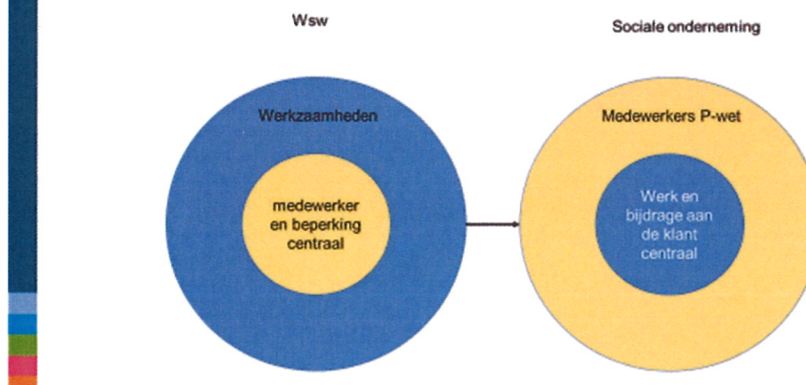 Wsw
Sociale onderneming
Werkzaamheden
medewerker
en beperking
centraal
Medewerkers P-wet
Werk en
bijdrage aan
de klant
centraal